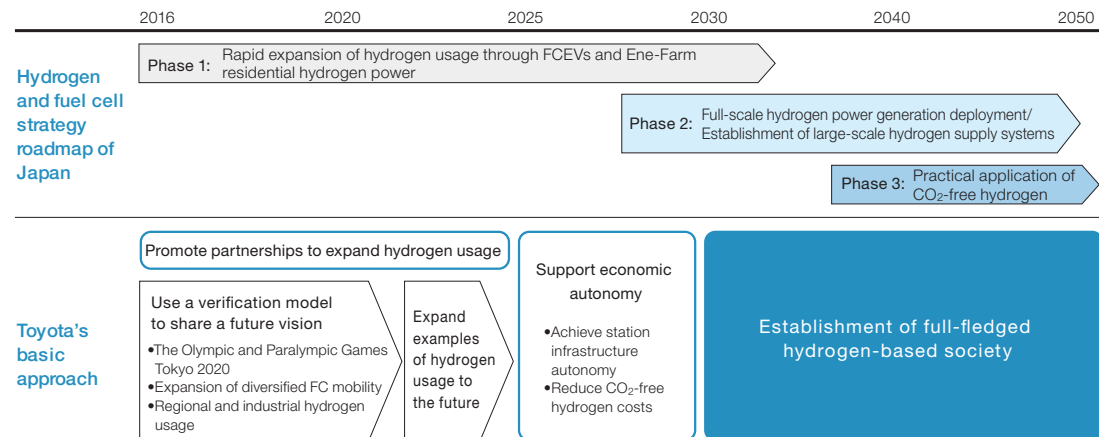 2016 2020 2025 2030 2040 2050
Hydrogen
and fuel cell
strategy
roadmap of
Japan
Phase 1: Rapid expansion of hydrogen usage through FCEVs and Ene-Farm
residential hydrogen power
Phase 2: Full-scale hydrogen power generation deployment/
Establishment of large-scale hydrogen supply systems
Phase 3: Practical application of
CO₂-free hydrogen
Toyota's
basic
approach
Promote partnerships to expand hydrogen usage
Use a verification model
to share a future vision
•The Olympic and Paralympic Games
Tokyo 2020
•Expansion of diversified FC mobility
•Regional and industrial hydrogen
usage
Expand
examples
of hydrogen
usage to
the future
Support economic
autonomy
•Achieve station
infrastructure
autonomy
•Reduce CO₂-free
hydrogen costs
Establishment of full-fledged
hydrogen-based society